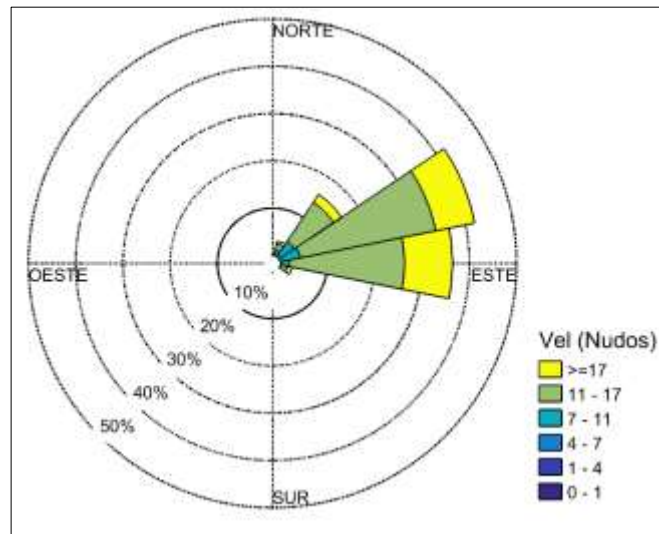 NORTE
OESTE
ESTE
10%
20%
30%
40%
50%
SUR
Vel (Nudos)
>=17
11 - 17
7 - 11
4 - 7
1 - 4
0 - 1